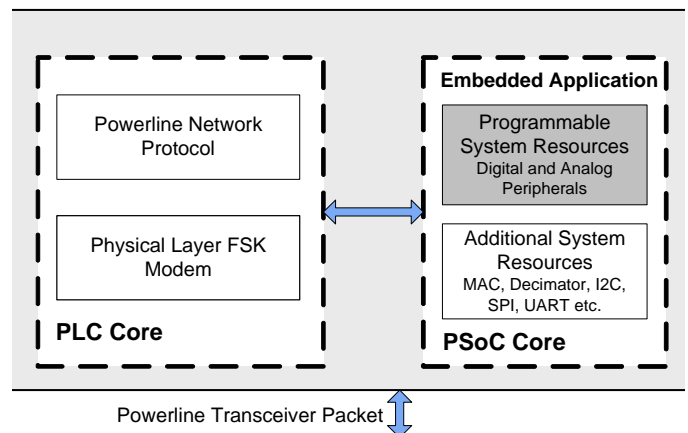 Powerline Network
Protocol
Physical Layer FSK
Modem
PLC Core
Embedded Application
Programmable
System Resources
Digital and Analog
Peripherals
Additional System
Resources
MAC, Decimator, I2C,
SPI, UART etc.
PSoC Core
Powerline Transceiver Packet